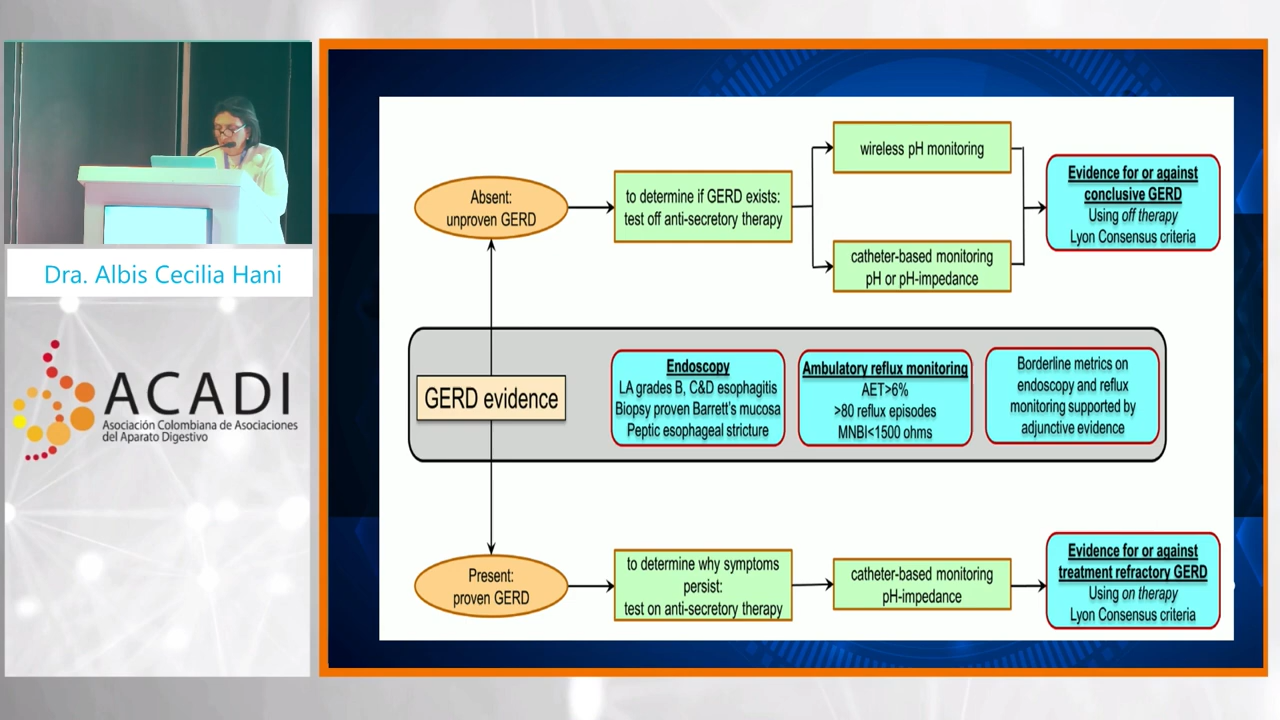 Dra. Albis Cecilia Hani
ACADI
Asociación Colombiana de Asociaciones
del Aparato Digestivo
Absent:
unproven GERD
to determine if GERD exists:
test off anti-secretory therapy
wireless pH monitoring
catheter-based monitoring
pH or pH-impedance
Evidence for or against
conclusive GERD
Using off therapy
Lyon Consensus criteria
GERD evidence
Endoscopy
LA grades B, C&D esophagitis
Biopsy proven Barrett's mucosa
Peptic esophageal stricture
Ambulatory reflux monitoring
AET>6%
>80 reflux episodes
MNBI<1500 ohms
Borderline metrics on
endoscopy and reflux
monitoring supported by
adjunctive evidence
Present:
proven GERD
to determine why symptoms
persist:
test on anti-secretory therapy
catheter-based monitoring
pH-impedance
Evidence for or against
treatment refractory GERD
Using on therapy
Lyon Consensus criteria